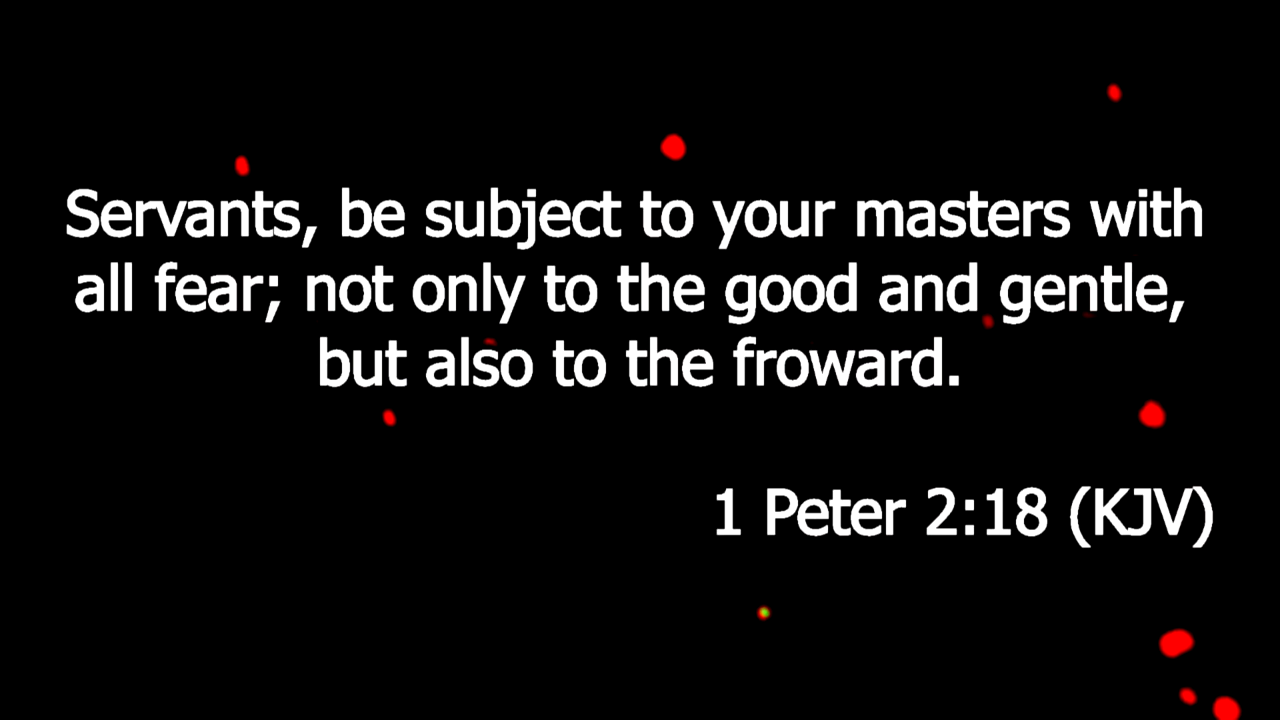 Servants, be subject to your masters with
all fear; not only to the good and gentle,
but also to the froward.
1 Peter 2:18 (KJV)